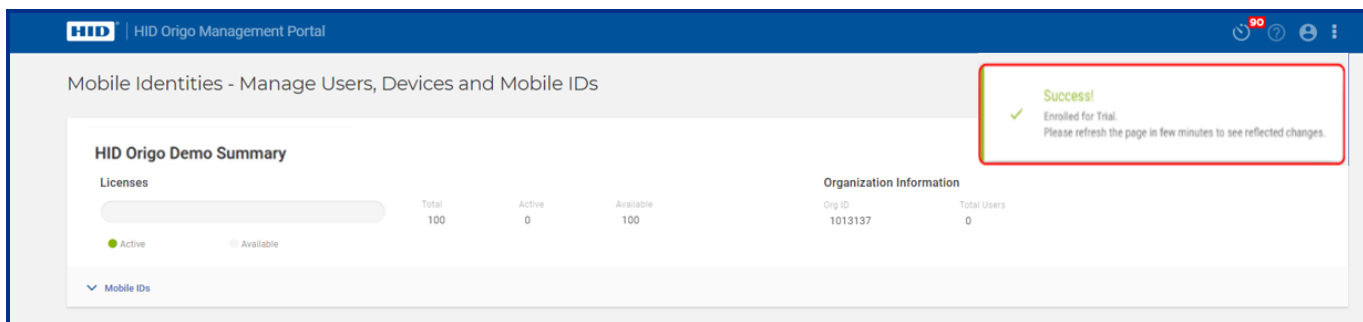 HID | HID Origo Management Portal
90
Mobile Identities - Manage Users, Devices and Mobile IDs
Success!
Enrolled for Trial.
Please refresh the page in few minutes to see reflected changes.
HID Origo Demo Summary
Licenses
Total Active Available
100 0 100
Active Available
Organization Information
Org ID Total Users
1013137 0
Mobile IDs